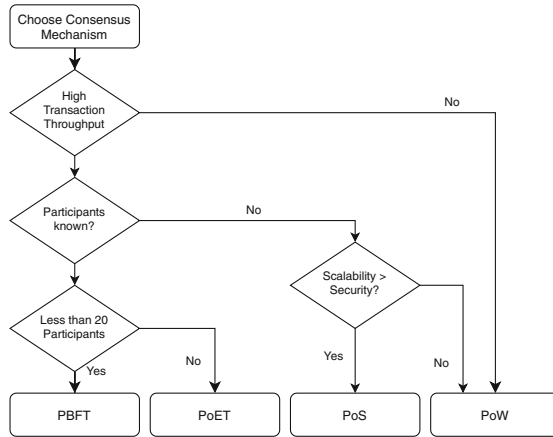 Choose Consensus
Mechanism
High
Transaction
Throughput
No
Participants
known?
No
Scalability >
Security?
Less than 20
Participants
Yes
No
Yes
No
PBFT
PoET
PoS
PoW